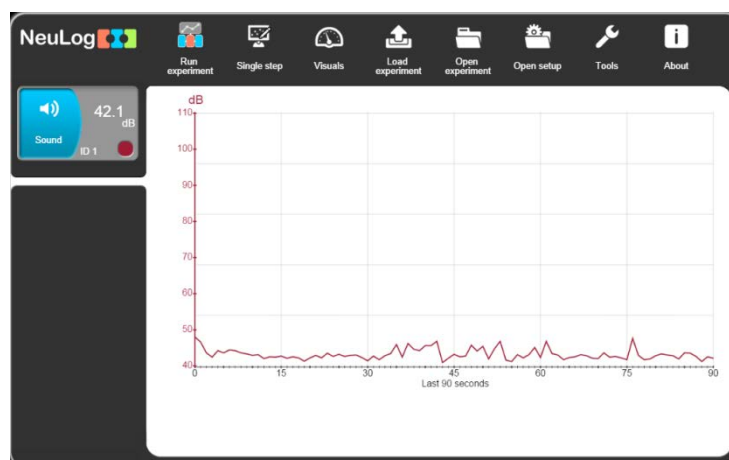 NeuLog
Run
experiment
Single step
Visuals
Load
experiment
Open
experiment
Open setup
Tools
About
Sound
42.1
dB
ID 1
dB
110
100
90
80
70
60
50
40
0 15 30 45 60 75 90
Last 90 seconds